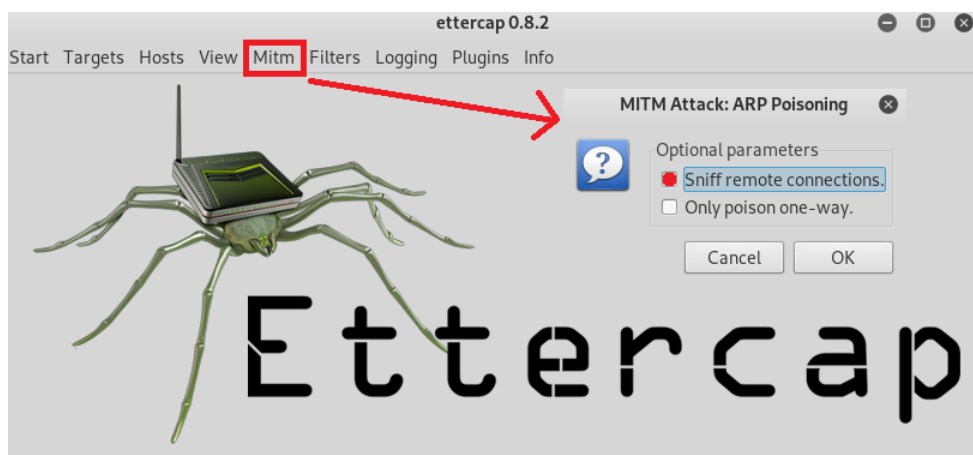 ettercap 0.8.2
Start Targets Hosts View Mitm Filters Logging Plugins Info
MITM Attack: ARP Poisoning
Optional parameters
Sniff remote connections.
Only poison one-way.
Cancel OK
Ettercap